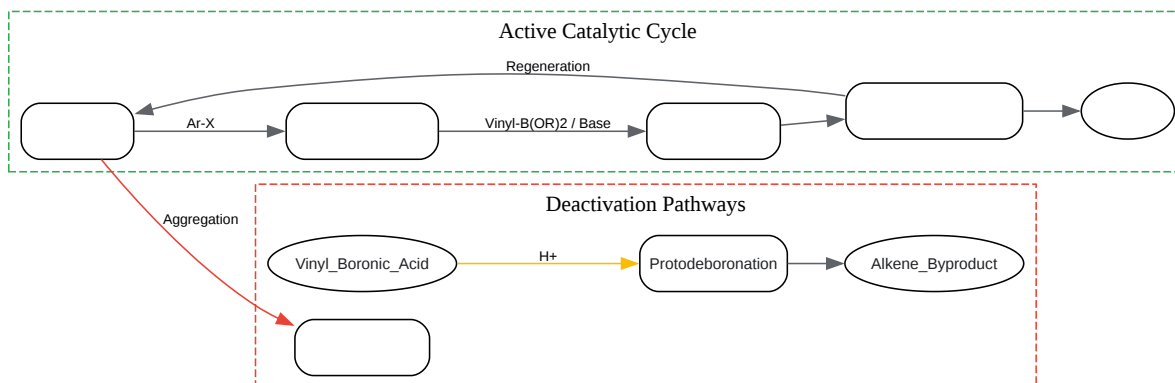 Active Catalytic Cycle
Regeneration
Ar-X
Vinyl-B(OR)2 / Base
Aggregation
Deactivation Pathways
Vinyl_Boronic_Acid
H+
Protodeboronation
Alkene_Byproduct